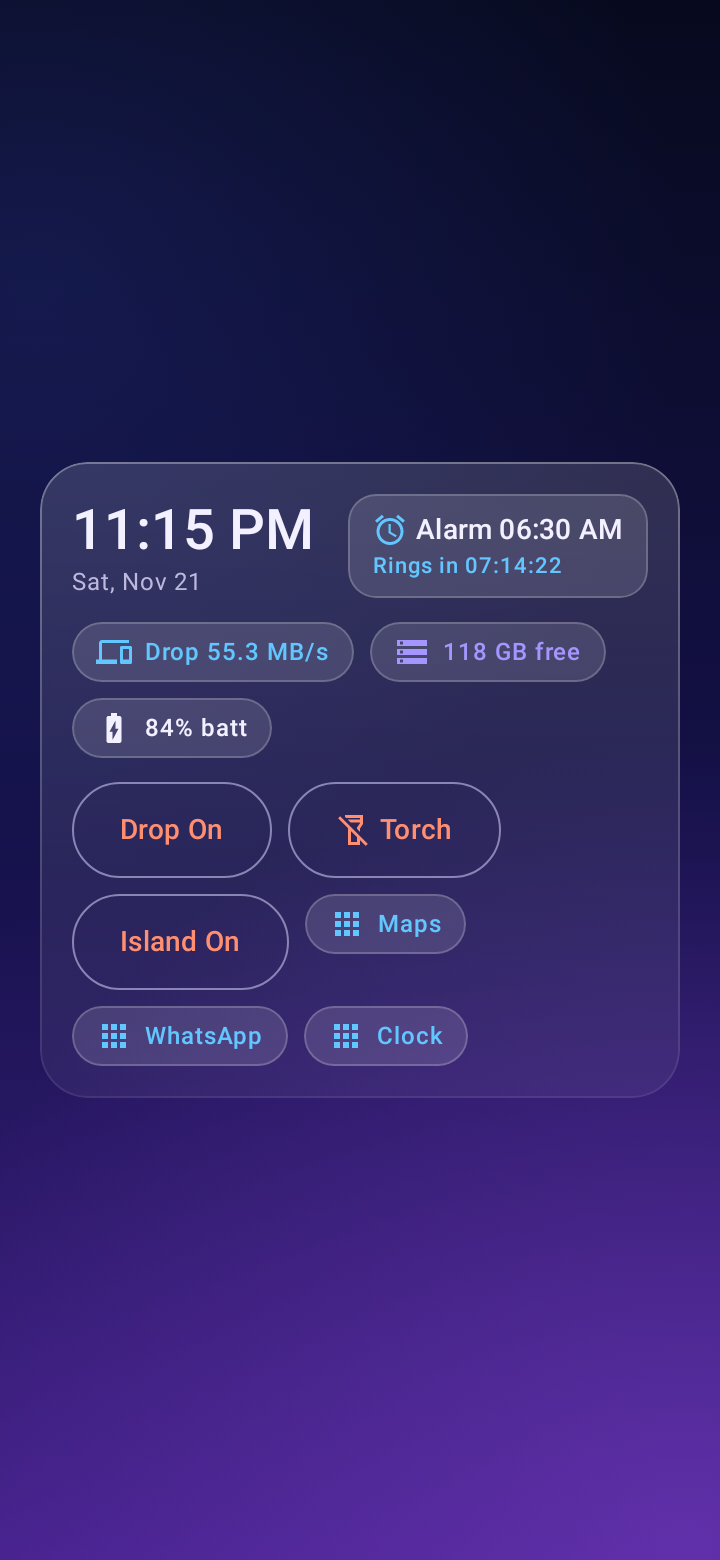 11:15 PM
Sat, Nov 21
Alarm 06:30 AM
Rings in 07:14:22
Drop 55.3 MB/s
118 GB free
84% batt
Drop On
Torch
Island On
Maps
WhatsApp
Clock